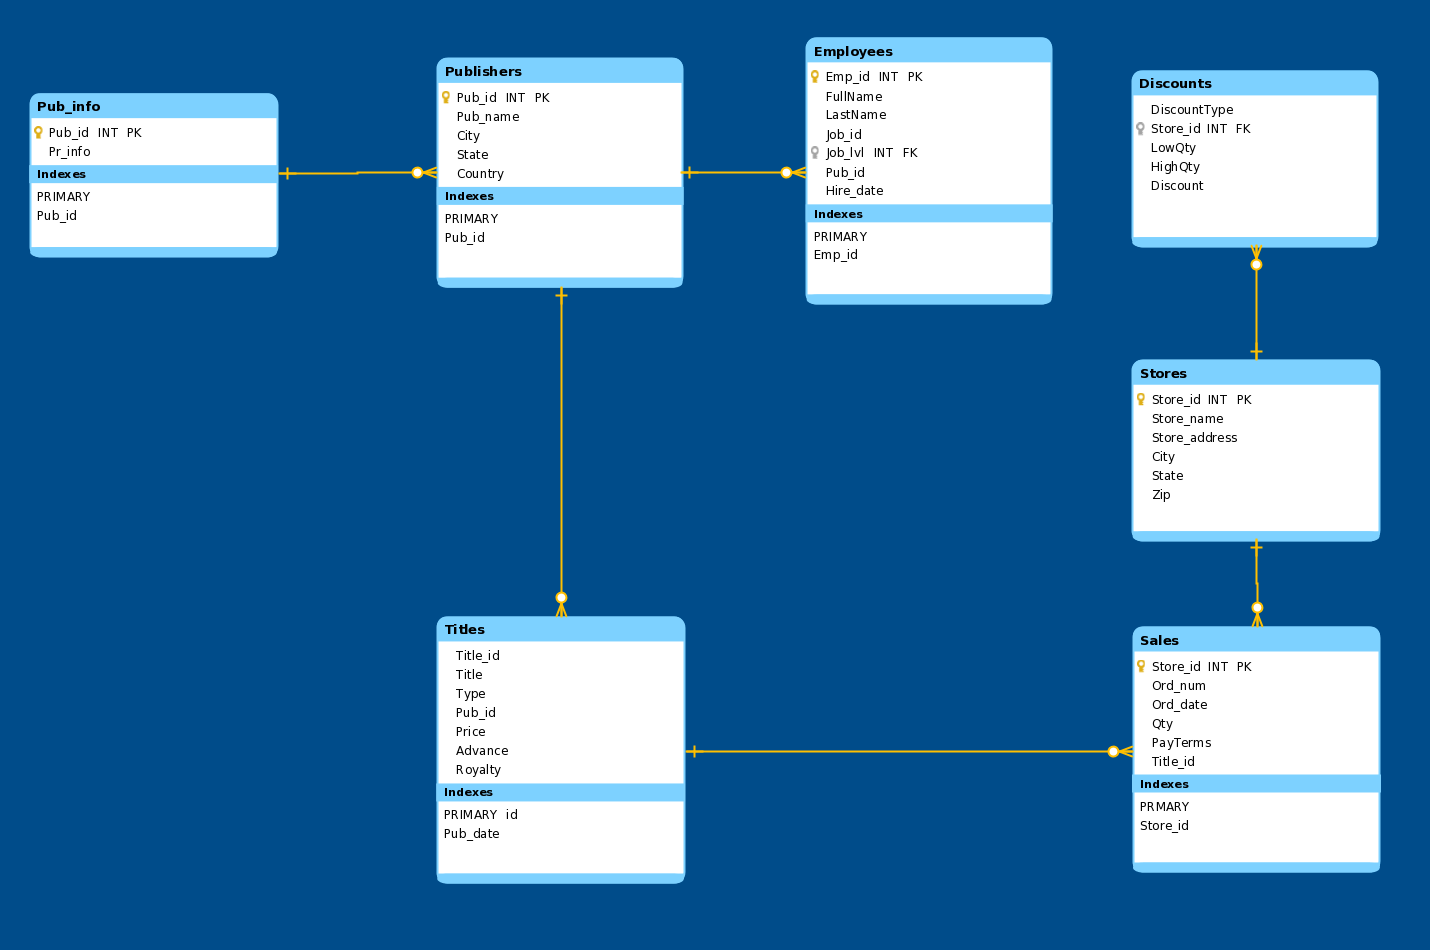 Pub_info
Pub_id INT PK
Pr_info
Indexes
PRIMARY
Pub_id
Publishers
Pub_id INT PK
Pub_name
City
State
Country
Indexes
PRIMARY
Pub_id
Employees
Emp_id INT PK
FullName
LastName
Job_id
Job_lvl INT FK
Pub_id
Hire_date
Indexes
PRIMARY
Emp_id
Discounts
DiscountType
Store_id INT FK
LowQty
HighQty
Discount
Stores
Store_id INT PK
Store_name
Store_address
City
State
Zip
Titles
Title_id
Title
Type
Pub_id
Price
Advance
Royalty
Indexes
PRIMARY id
Pub_date
Sales
Store_id INT PK
Ord_num
Ord_date
Qty
PayTerms
Title_id
Indexes
PRMARY
Store_id